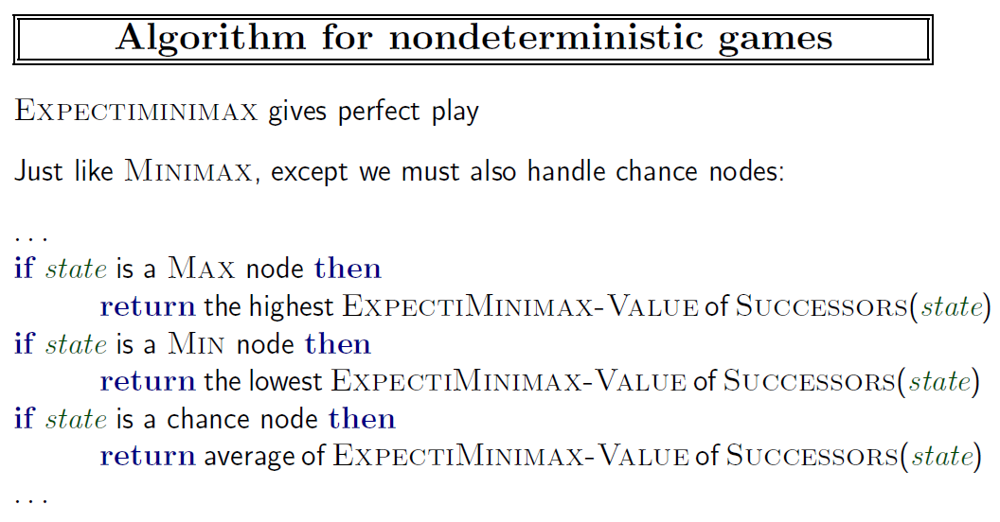 Algorithm for nondeterministic games
Expectiminimax gives perfect play
Just like Minimax, except we must also handle chance nodes:
...
if state is a Max node then
return the highest ExpectiMinimax-Value of Successors(state)
if state is a Min node then
return the lowest ExpectiMinimax-Value of Successors(state)
if state is a chance node then
return average of ExpectiMinimax-Value of Successors(state)
...